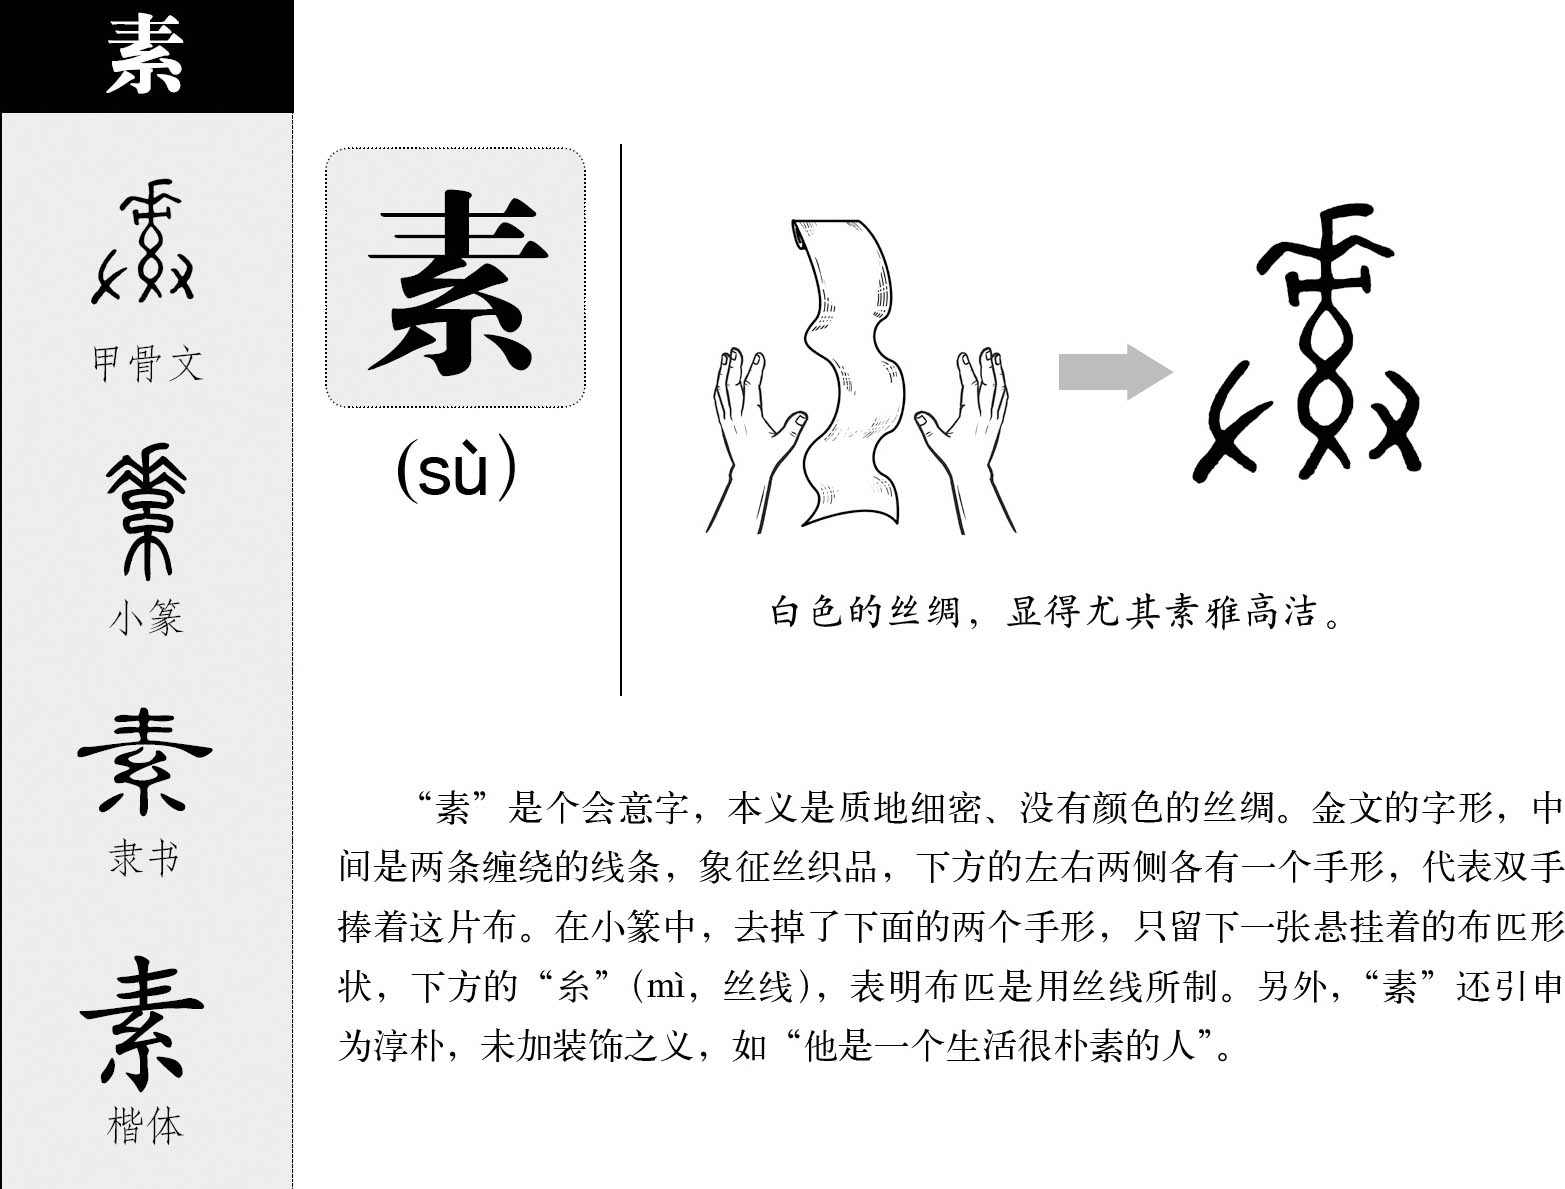 素
甲骨文
小篆
隶书
素
楷体
素
素
(sù)
白色的丝绸，显得尤其素雅高洁。
“素”是个会意字，本义是质地细密、没有颜色的丝绸。金文的字形，中
间是两条缠绕的线条，象征丝织品，下方的左右两侧各有一个手形，代表双手
捧着这片布。在小篆中，去掉了下面的两个手形，只留下一张悬挂着的布匹形
状，下方的“糸”（mì，丝线），表明布匹是用丝线所制。另外，“素”还引申
为淳朴，未加装饰之义，如“他是一个生活很朴素的人”。